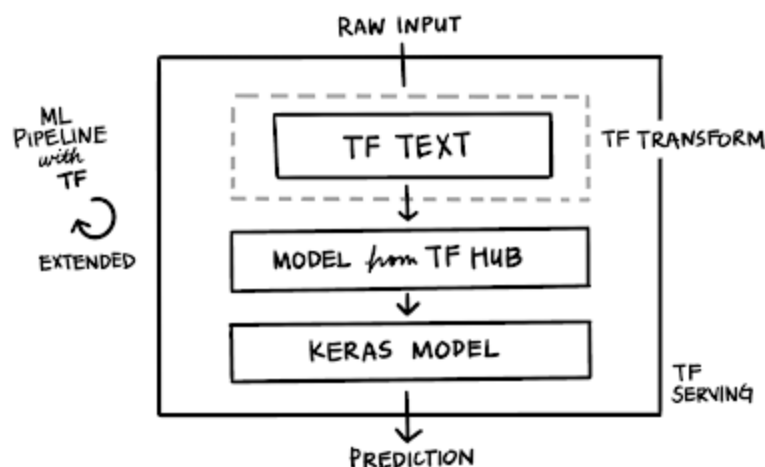 RAW INPUT
ML
PIPELINE
with
TF
EXTENDED
TF TEXT
TF TRANSFORM
MODEL from TF HUB
KERAS MODEL
TF
SERVING
PREDICTION